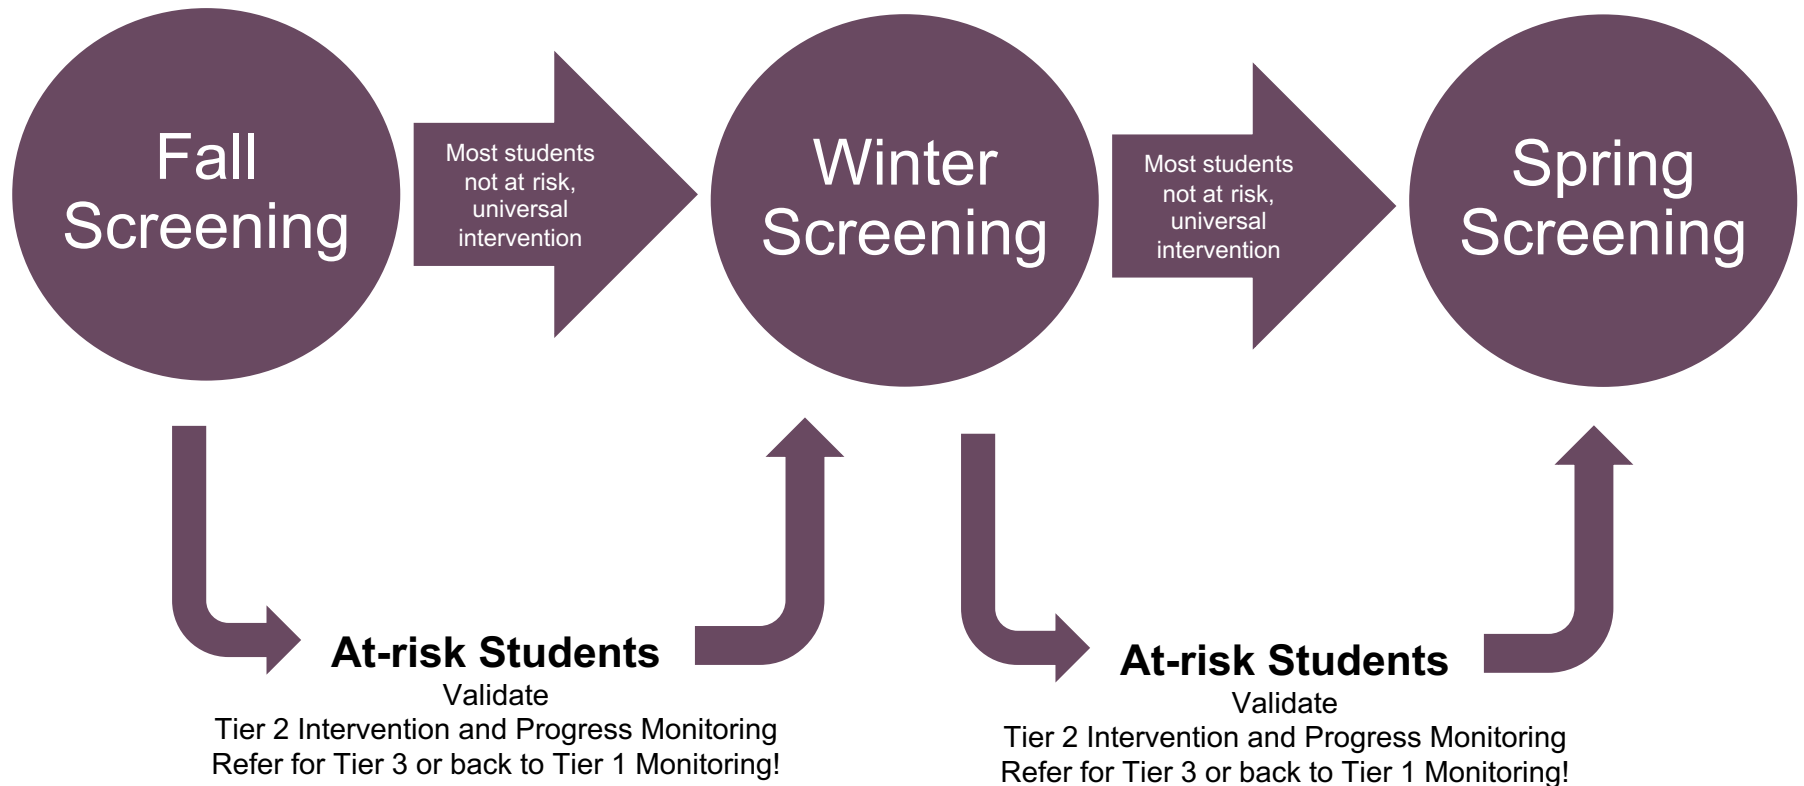 Fall
Screening
Most students
not at risk,
universal
intervention
Winter
Screening
Most students
not at risk,
universal
intervention
Spring
Screening
At-risk Students
Validate
Tier 2 Intervention and Progress Monitoring
Refer for Tier 3 or back to Tier 1 Monitoring!
At-risk Students
Validate
Tier 2 Intervention and Progress Monitoring
Refer for Tier 3 or back to Tier 1 Monitoring!